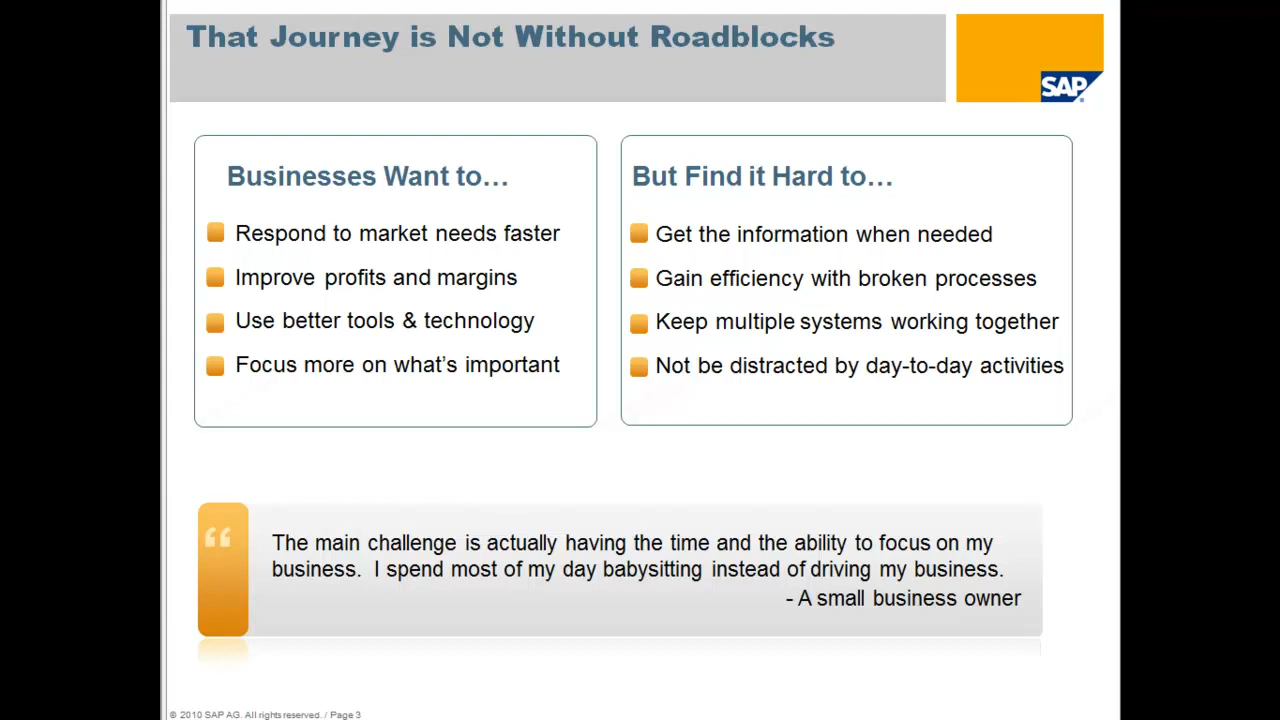 That Journey is Not Without Roadblocks
SAP
Businesses Want to…
Respond to market needs faster
Improve profits and margins
Use better tools & technology
Focus more on what’s important
But Find it Hard to…
Get the information when needed
Gain efficiency with broken processes
Keep multiple systems working together
Not be distracted by day-to-day activities
“
The main challenge is actually having the time and the ability to focus on my
business. I spend most of my day babysitting instead of driving my business.
- A small business owner
© 2010 SAP AG. All rights reserved. / Page 3